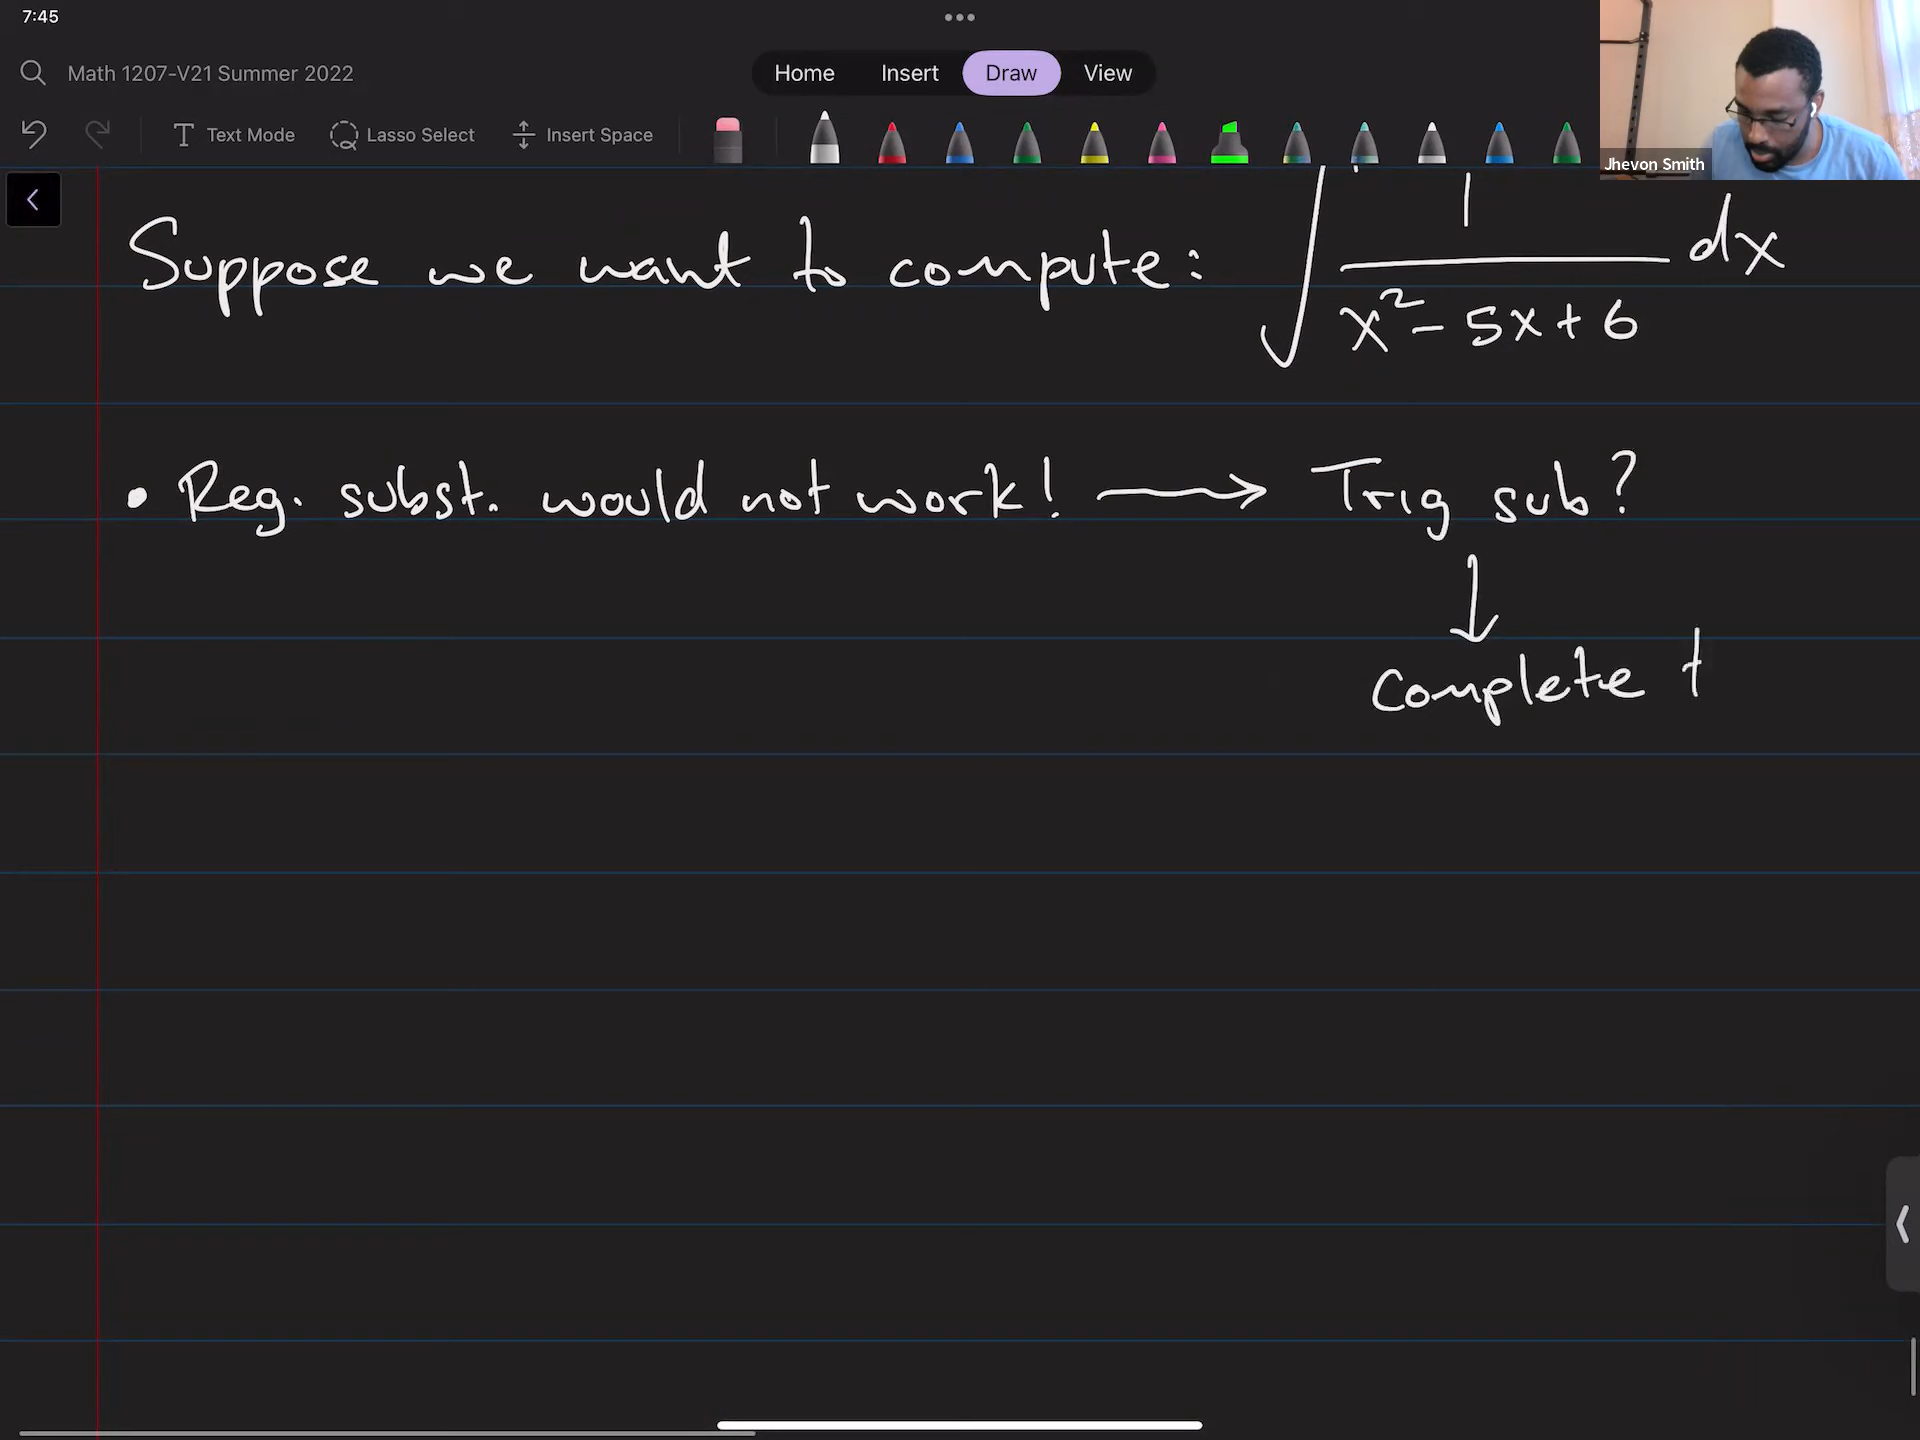 7:45
Math 1207-V21 Summer 2022
Home Insert Draw View
Text Mode Lasso Select Insert Space
Jhevon Smith
Suppose we want to compute: ∫ 1/(x² - 5x + 6) dx
• Reg. subst. would not work! → Trig sub?
↓
Complete t